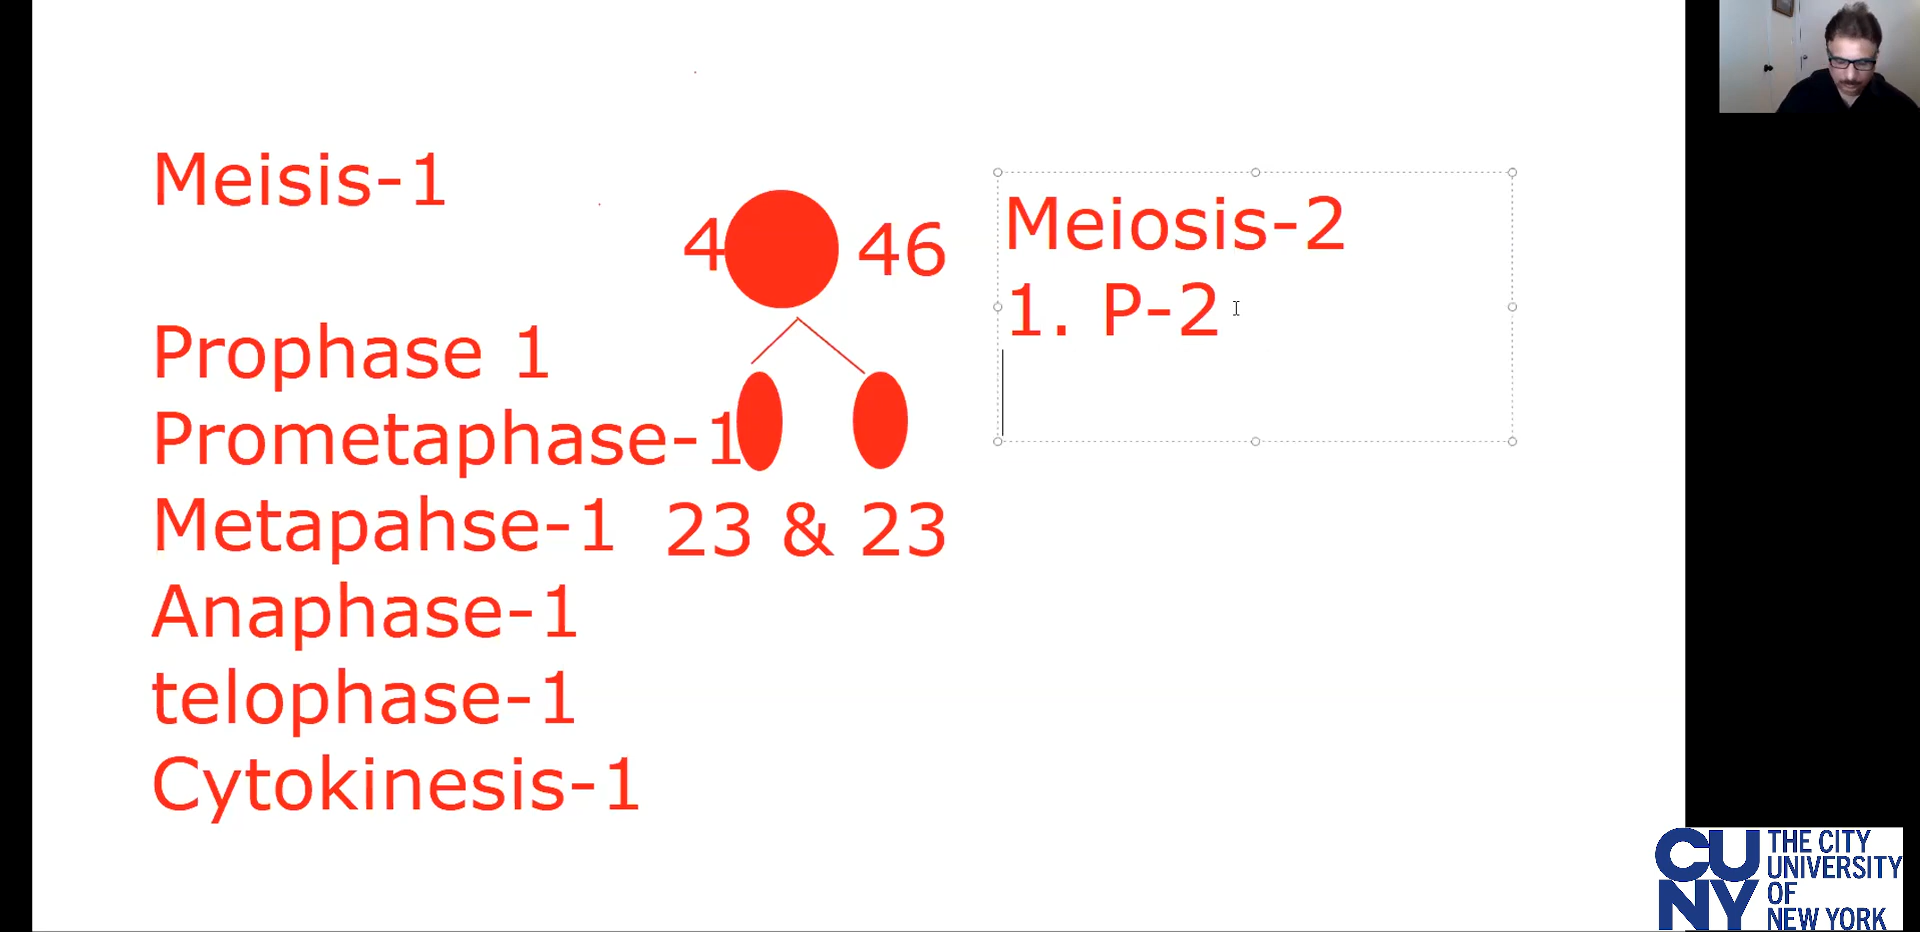 Meisis-1
4 46
Prophase 1
Prometaphase-1
Metapahse-1
23 & 23
Anaphase-1
telophase-1
Cytokinesis-1
Meiosis-2
1. P-2
CUNY
THE CITY
UNIVERSITY
OF
NEW YORK